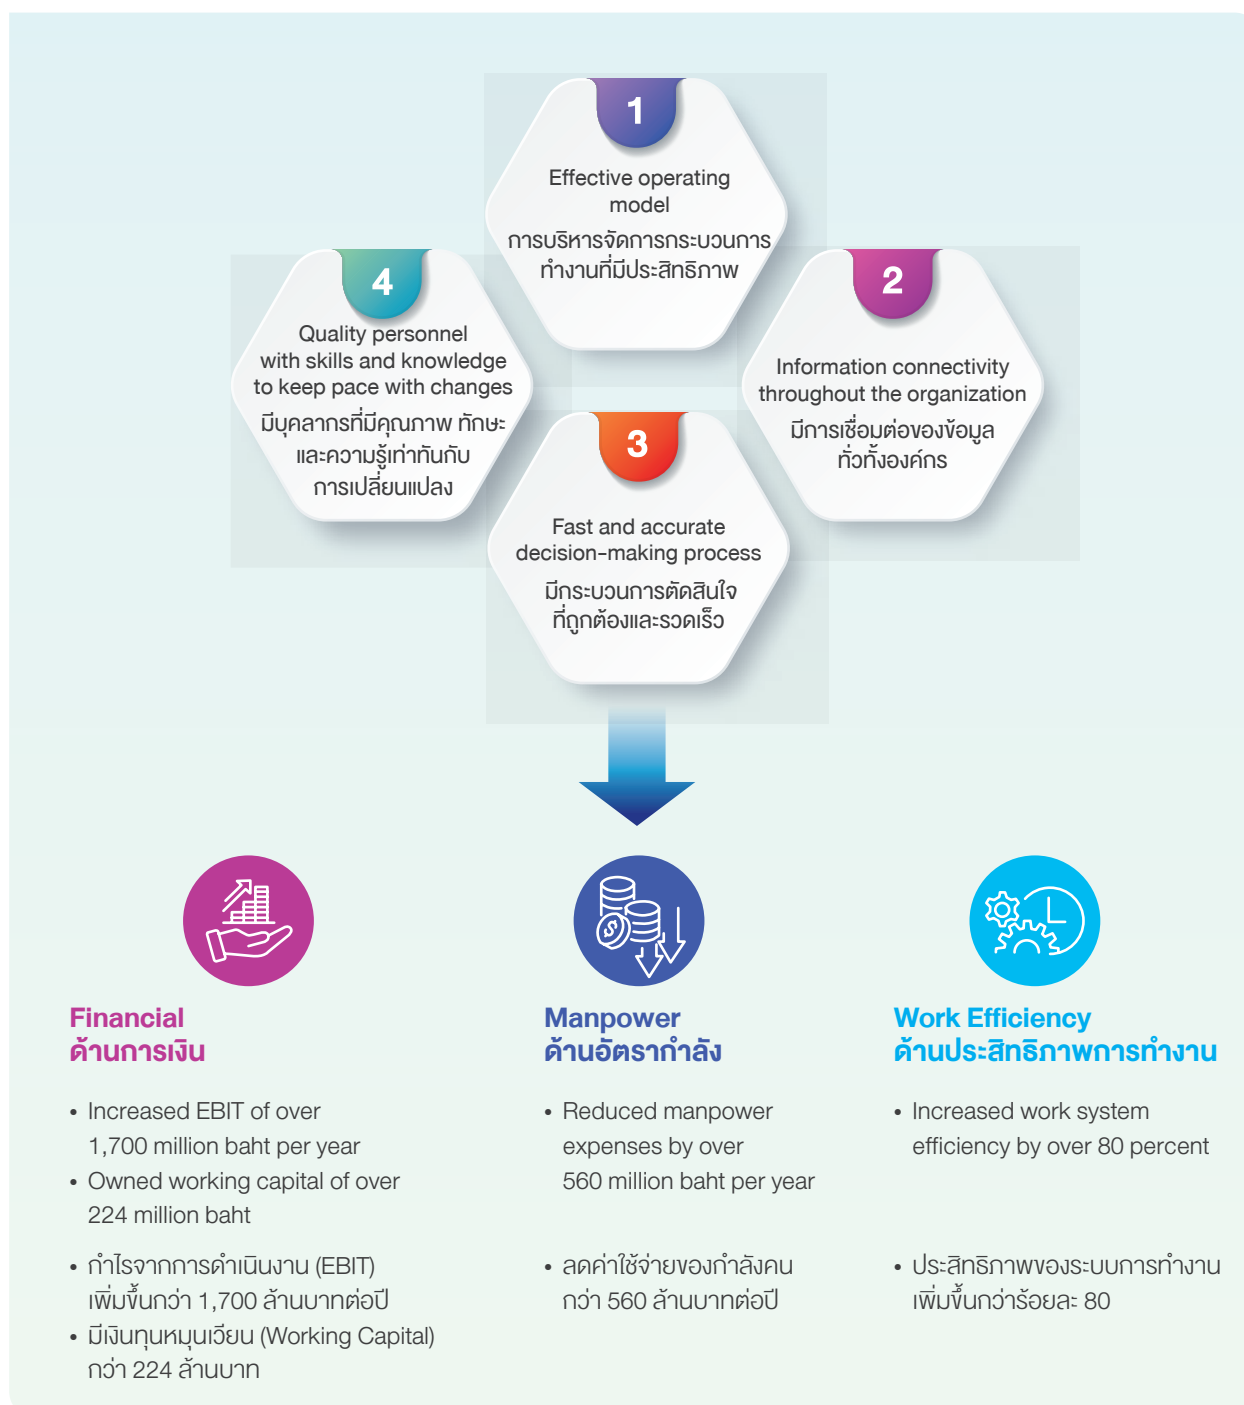 1
Effective operating
model
การบริหารจัดการกระบวนการ
ทำงานที่มีประสิทธิภาพ
2
Information connectivity
throughout the organization
มีการเชื่อมต่อของข้อมูล
ทั่วทั้งองค์กร
3
Fast and accurate
decision-making process
มีกระบวนการตัดสินใจ
ที่ถูกต้องและรวดเร็ว
4
Quality personnel
with skills and knowledge
to keep pace with changes
มีบุคลากรที่มีคุณภาพ ทักษะ
และความรู้เท่าทันกับ
การเปลี่ยนแปลง
Financial
ด้านการเงิน
• Increased EBIT of over
1,700 million baht per year
• Owned working capital of over
224 million baht
• กำไรจากการดำเนินงาน (EBIT)
เพิ่มขึ้นกว่า 1,700 ล้านบาทต่อปี
• มีเงินทุนหมุนเวียน (Working Capital)
กว่า 224 ล้านบาท
Manpower
ด้านอัตรากำลัง
• Reduced manpower
expenses by over
560 million baht per year
• ลดค่าใช้จ่ายของกำลังคน
กว่า 560 ล้านบาทต่อปี
Work Efficiency
ด้านประสิทธิภาพการทำงาน
• Increased work system
efficiency by over 80 percent
• ประสิทธิภาพของระบบการทำงาน
เพิ่มขึ้นกว่าร้อยละ 80